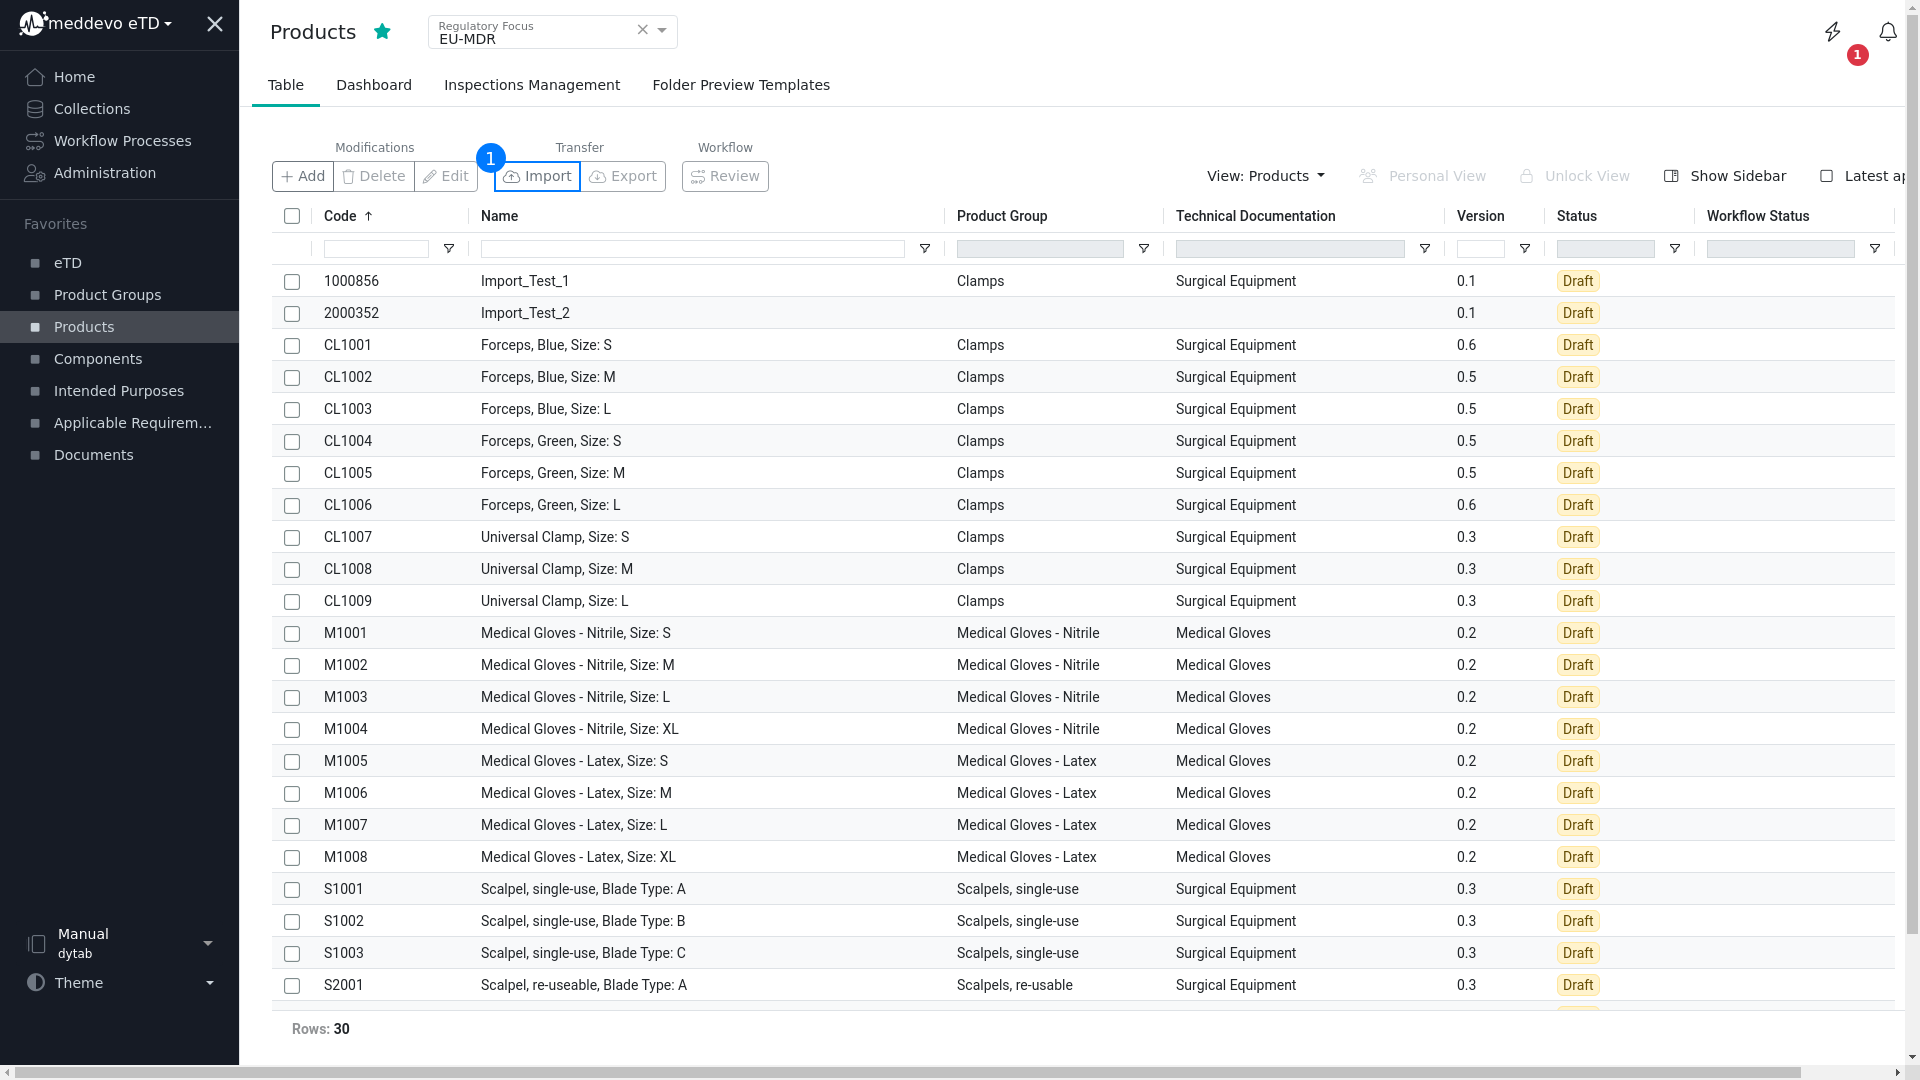 meddevo eTD
Home
Collections
Workflow Processes
Administration
Favorites
eTD
Product Groups
Products
Components
Intended Purposes
Applicable Requirem...
Documents
Manual
dytab
Theme
Products
Regulatory Focus
EU-MDR
1
Table Dashboard Inspections Management Folder Preview Templates
Modifications Transfer Workflow
1
Add Delete Edit Import Export Review View: Products Personal View Unlock View Show Sidebar Latest ap
Code Name Product Group Technical Documentation Version Status Workflow Status
1000856 Import_Test_1 Clamps Surgical Equipment 0.1 Draft
2000352 Import_Test_2 0.1 Draft
CL1001 Forceps, Blue, Size: S Clamps Surgical Equipment 0.6 Draft
CL1002 Forceps, Blue, Size: M Clamps Surgical Equipment 0.5 Draft
CL1003 Forceps, Blue, Size: L Clamps Surgical Equipment 0.5 Draft
CL1004 Forceps, Green, Size: S Clamps Surgical Equipment 0.5 Draft
CL1005 Forceps, Green, Size: M Clamps Surgical Equipment 0.5 Draft
CL1006 Forceps, Green, Size: L Clamps Surgical Equipment 0.6 Draft
CL1007 Universal Clamp, Size: S Clamps Surgical Equipment 0.3 Draft
CL1008 Universal Clamp, Size: M Clamps Surgical Equipment 0.3 Draft
CL1009 Universal Clamp, Size: L Clamps Surgical Equipment 0.3 Draft
M1001 Medical Gloves - Nitrile, Size: S Medical Gloves - Nitrile Medical Gloves 0.2 Draft
M1002 Medical Gloves - Nitrile, Size: M Medical Gloves - Nitrile Medical Gloves 0.2 Draft
M1003 Medical Gloves - Nitrile, Size: L Medical Gloves - Nitrile Medical Gloves 0.2 Draft
M1004 Medical Gloves - Nitrile, Size: XL Medical Gloves - Nitrile Medical Gloves 0.2 Draft
M1005 Medical Gloves - Latex, Size: S Medical Gloves - Latex Medical Gloves 0.2 Draft
M1006 Medical Gloves - Latex, Size: M Medical Gloves - Latex Medical Gloves 0.2 Draft
M1007 Medical Gloves - Latex, Size: L Medical Gloves - Latex Medical Gloves 0.2 Draft
M1008 Medical Gloves - Latex, Size: XL Medical Gloves - Latex Medical Gloves 0.2 Draft
S1001 Scalpel, single-use, Blade Type: A Scalpels, single-use Surgical Equipment 0.3 Draft
S1002 Scalpel, single-use, Blade Type: B Scalpels, single-use Surgical Equipment 0.3 Draft
S1003 Scalpel, single-use, Blade Type: C Scalpels, single-use Surgical Equipment 0.3 Draft
S2001 Scalpel, re-useable, Blade Type: A Scalpels, re-usable Surgical Equipment 0.3 Draft
Rows: 30